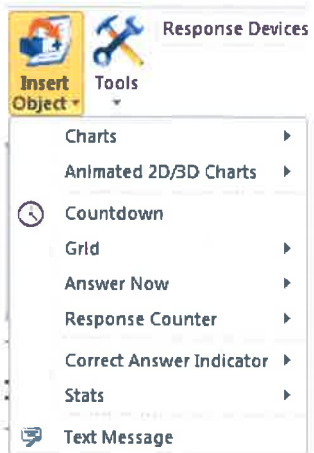 Response Devices
Insert
Object
Tools
Charts
Animated 2D/3D Charts
Countdown
Grid
Answer Now
Response Counter
Correct Answer Indicator
Stats
Text Message